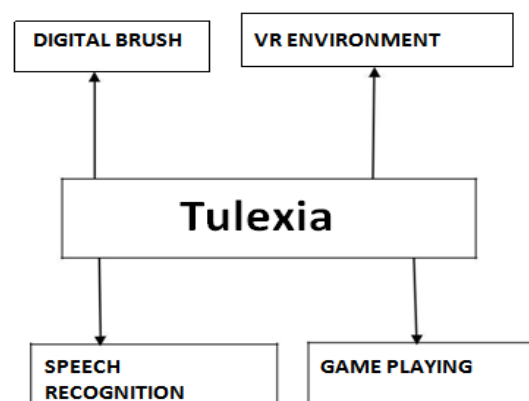 DIGITAL BRUSH
VR ENVIRONMENT
Tulexia
SPEECH
RECOGNITION
GAME PLAYING